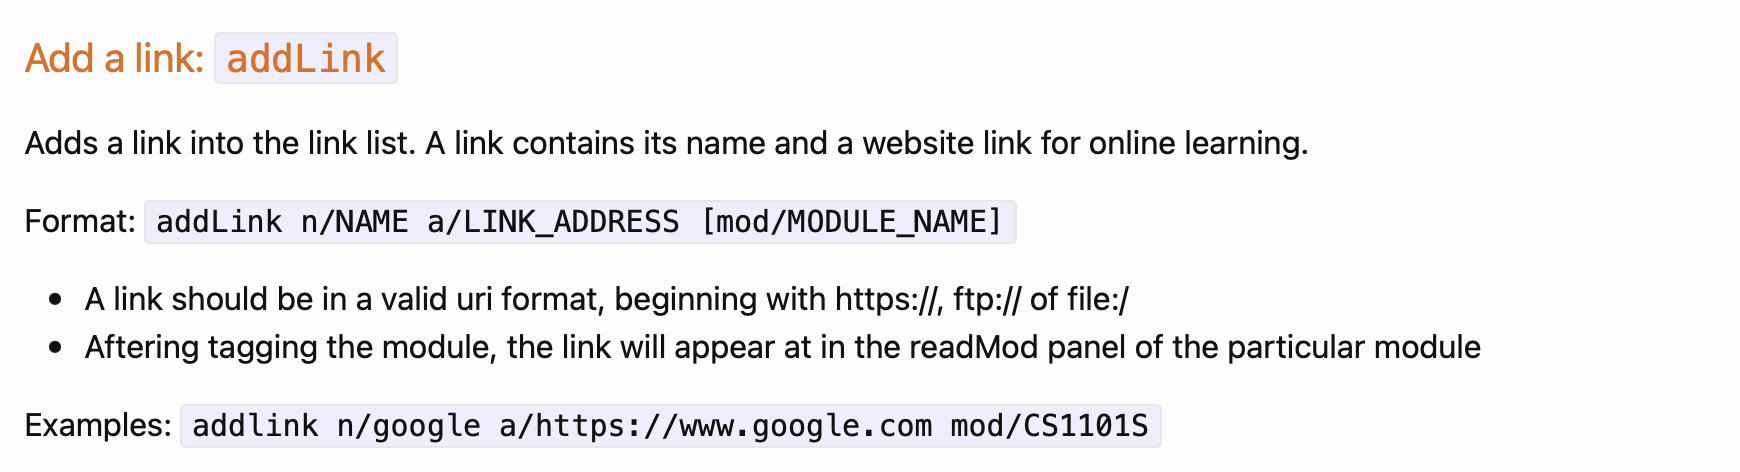 Add a link: addLink
Adds a link into the link list. A link contains its name and a website link for online learning.
Format: addLink n/NAME a/LINK_ADDRESS [mod/MODULE_NAME]
• A link should be in a valid uri format, beginning with https://, ftp:// of file:/
• Aftering tagging the module, the link will appear at in the readMod panel of the particular module
Examples: addlink n/google a/https://www.google.com mod/CS1101S